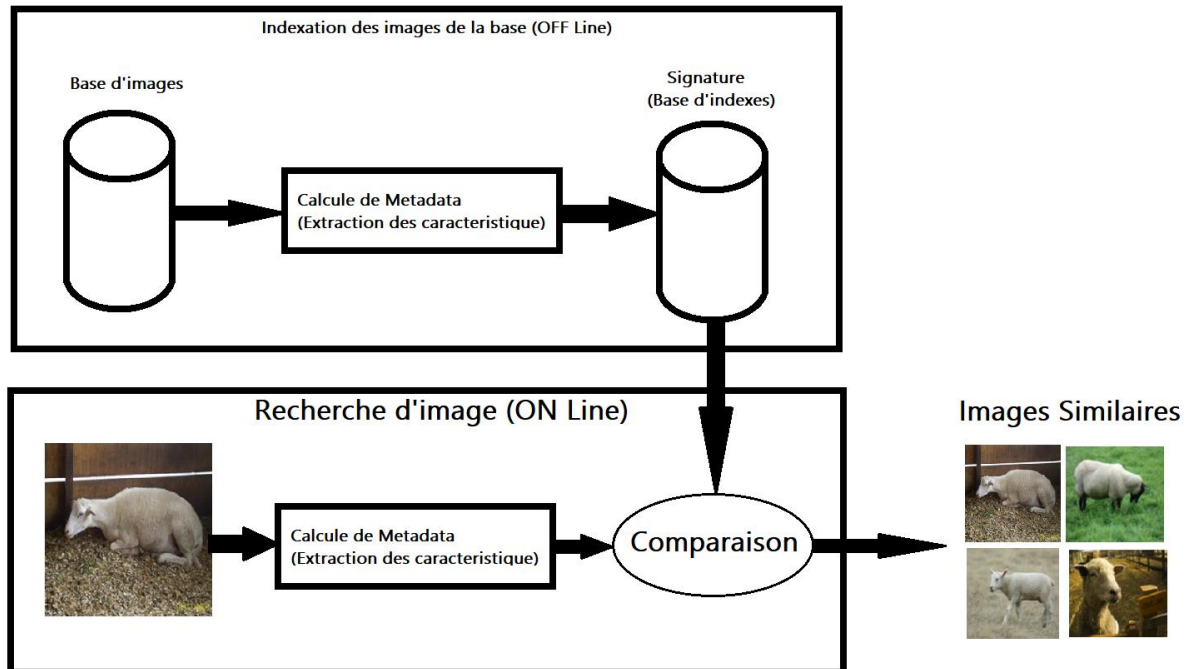 Indexation des images de la base (OFF Line)
Base d'images
Signature
(Base d'indexes)
Calcule de Metadata
(Extraction des caracteristique)
Recherche d'image (ON Line)
Images Similaires
Calcule de Metadata
(Extraction des caracteristique)
Comparaison